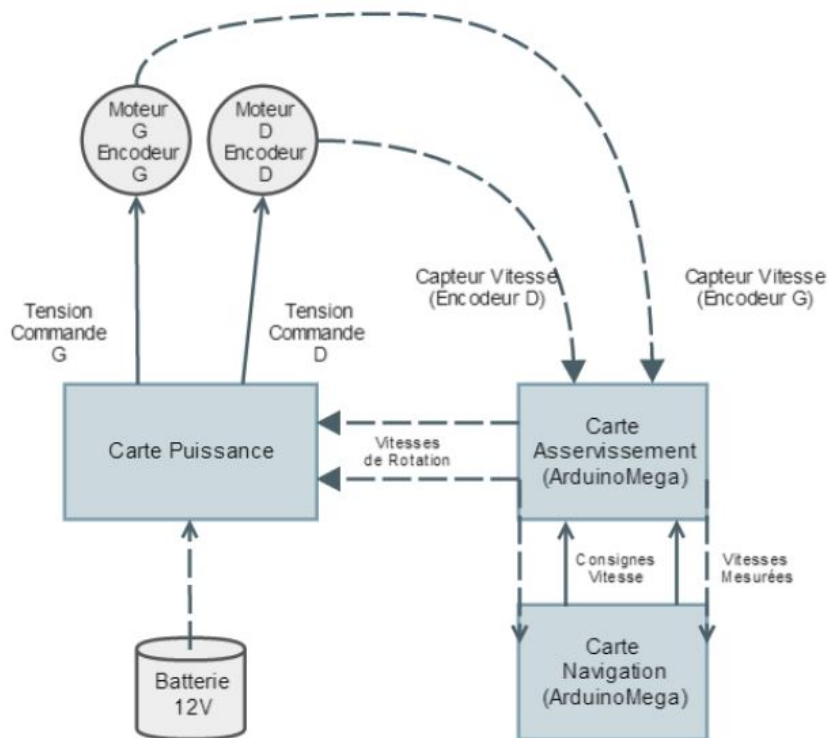 Moteur
G
Encodeur
G
Moteur
D
Encodeur
D
Tension
Commande
G
Tension
Commande
D
Capteur Vitesse
(Encodeur D)
Capteur Vitesse
(Encodeur G)
Carte Puissance
Vitesses
de Rotation
Carte
Asservissement
(ArduinoMega)
Consignes
Vitesse
Vitesses
Mesurées
Batterie
12V
Carte
Navigation
(ArduinoMega)